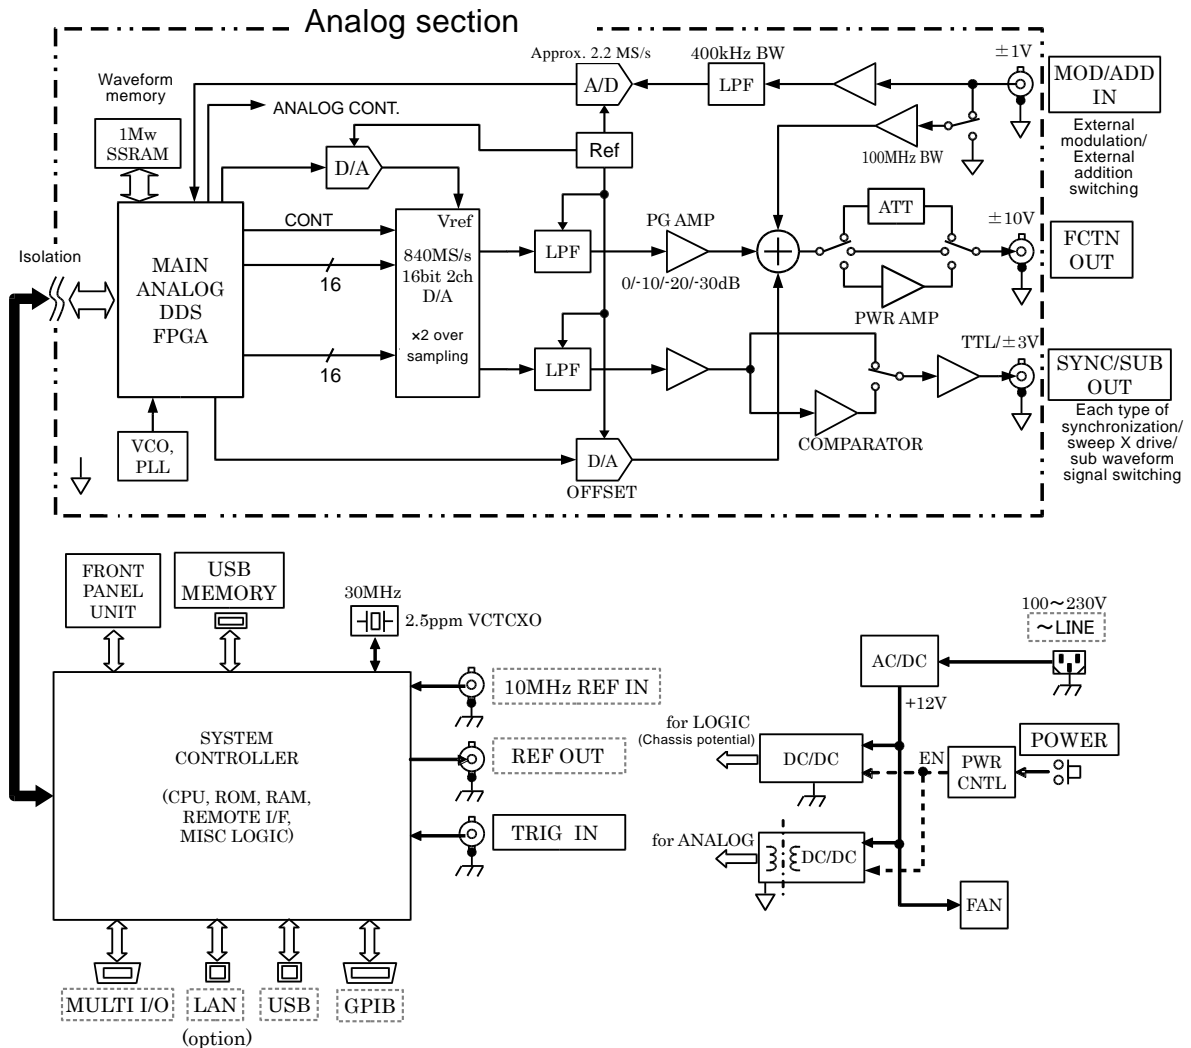 Analog section
Approx. 2.2 MS/s
400kHz BW
±1V
Waveform
memory
A/D
LPF
MOD/ADD
IN
ANALOG CONT.
1Mw
SSRAM
External
modulation/
External
addition
switching
Ref
100MHz BW
D/A
ATT
Vref
PG AMP
±10V
CONT
LPF
FCTN
OUT
Isolation
840MS/s
16bit 2ch
D/A
MAIN
ANALOG
DDS
FPGA
16
0/-10/-20/-30dB
PWR AMP
×2 over
sampling
TTL/±3V
16
LPF
SYNC/SUB
OUT
Each type of
synchronization/
sweep X drive/
sub waveform
signal switching
VCO,
PLL
COMPARATOR
D/A
OFFSET
FRONT
PANEL
UNIT
USB
MEMORY
30MHz
2.5ppm VCTCXO
100～230V
～LINE
AC/DC
10MHz REF IN
+12V
for LOGIC
(Chassis potential)
POWER
SYSTEM
CONTROLLER
REF OUT
DC/DC
EN
PWR
CNTL
(CPU, ROM, RAM,
REMOTE I/F,
MISC LOGIC)
TRIG IN
for ANALOG
DC/DC
FAN
MULTI I/O
LAN
USB
GPIB
(option)